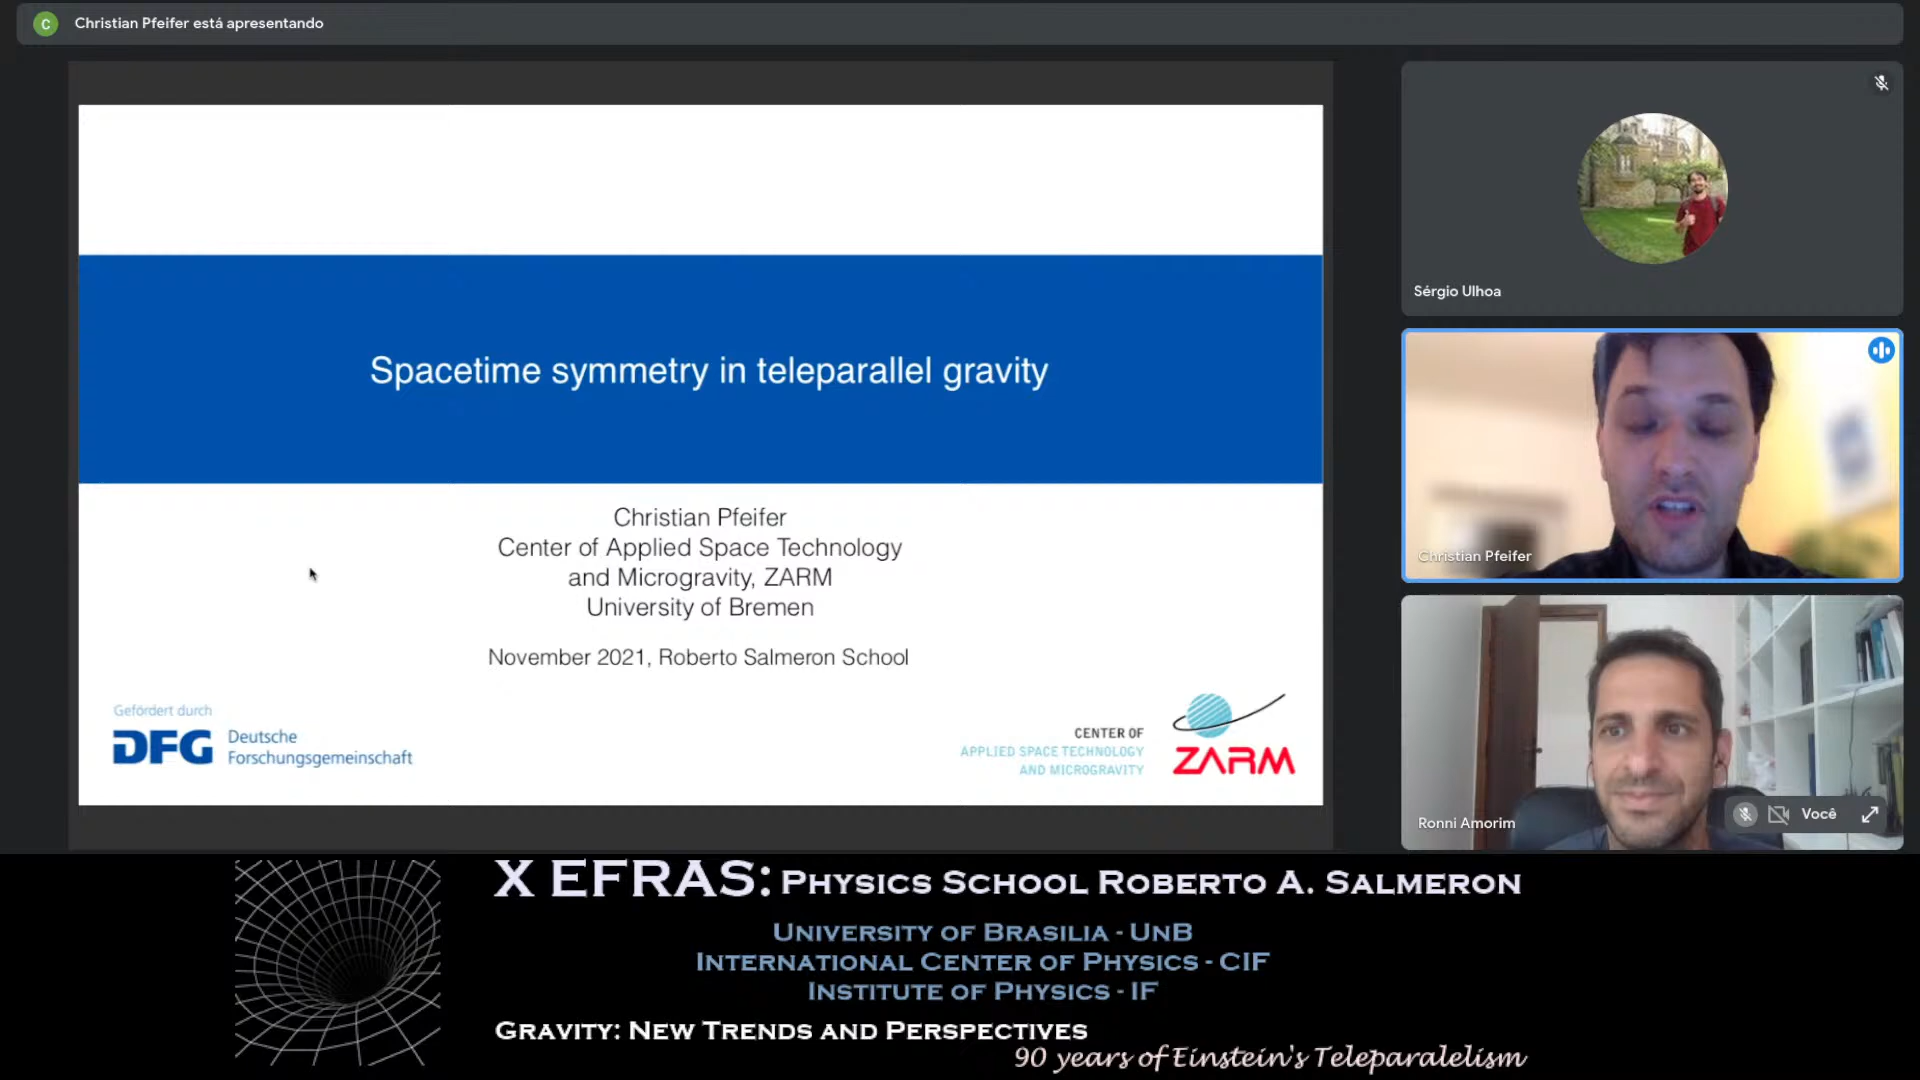 C
Christian Pfeifer está apresentando
Spacetime symmetry in teleparallel gravity
Christian Pfeifer
Center of Applied Space Technology
and Microgravity, ZARM
University of Bremen
November 2021, Roberto Salmeron School
Gefördert durch
DFG
Deutsche
Forschungsgemeinschaft
CENTER OF
APPLIED SPACE TECHNOLOGY
AND MICROGRAVITY
ZARM
Sérgio Ulhoa
Christian Pfeifer
Ronni Amorim
Você
X EFRAS: Physics School Roberto A. Salmeron
University of Brasilia - UnB
International Center of Physics - CIF
Institute of Physics - IF
Gravity: New Trends and Perspectives
90 years of Einstein's Teleparalelism